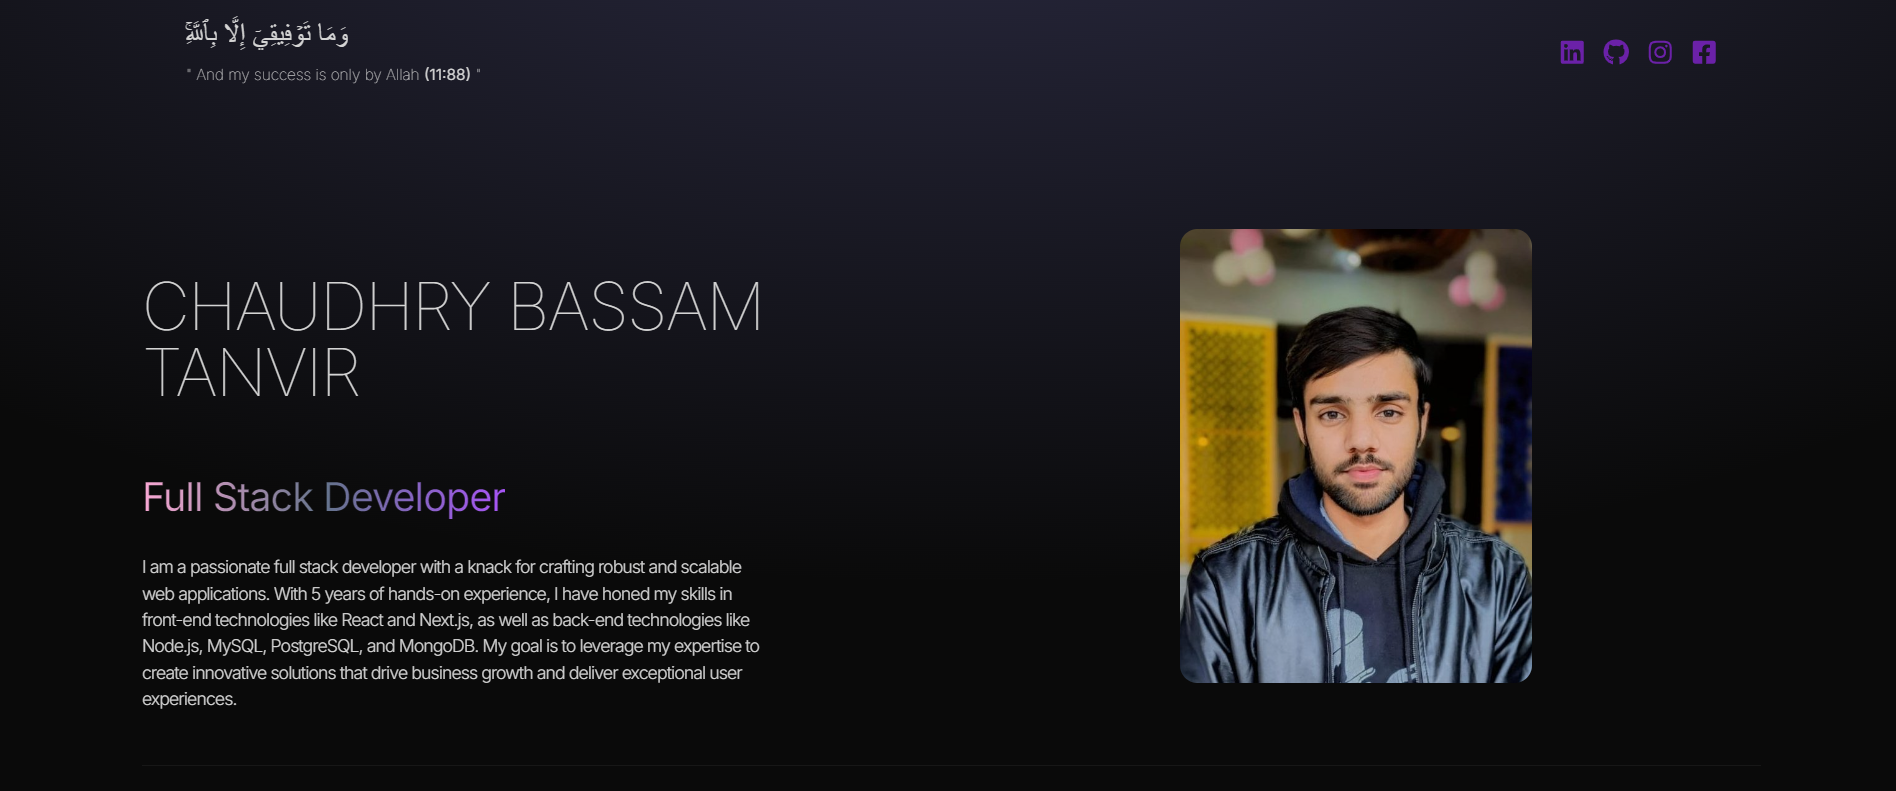 وَمَا تَوْفِيقِيٓ إِلَّا بِٱللَّهِۚ
" And my success is only by Allah (11:88) "
CHAUDHRY BASSAM
TANVIR
Full Stack Developer
I am a passionate full stack developer with a knack for crafting robust and scalable
web applications. With 5 years of hands-on experience, I have honed my skills in
front-end technologies like React and Next.js, as well as back-end technologies like
Node.js, MySQL, PostgreSQL, and MongoDB. My goal is to leverage my expertise to
create innovative solutions that drive business growth and deliver exceptional user
experiences.